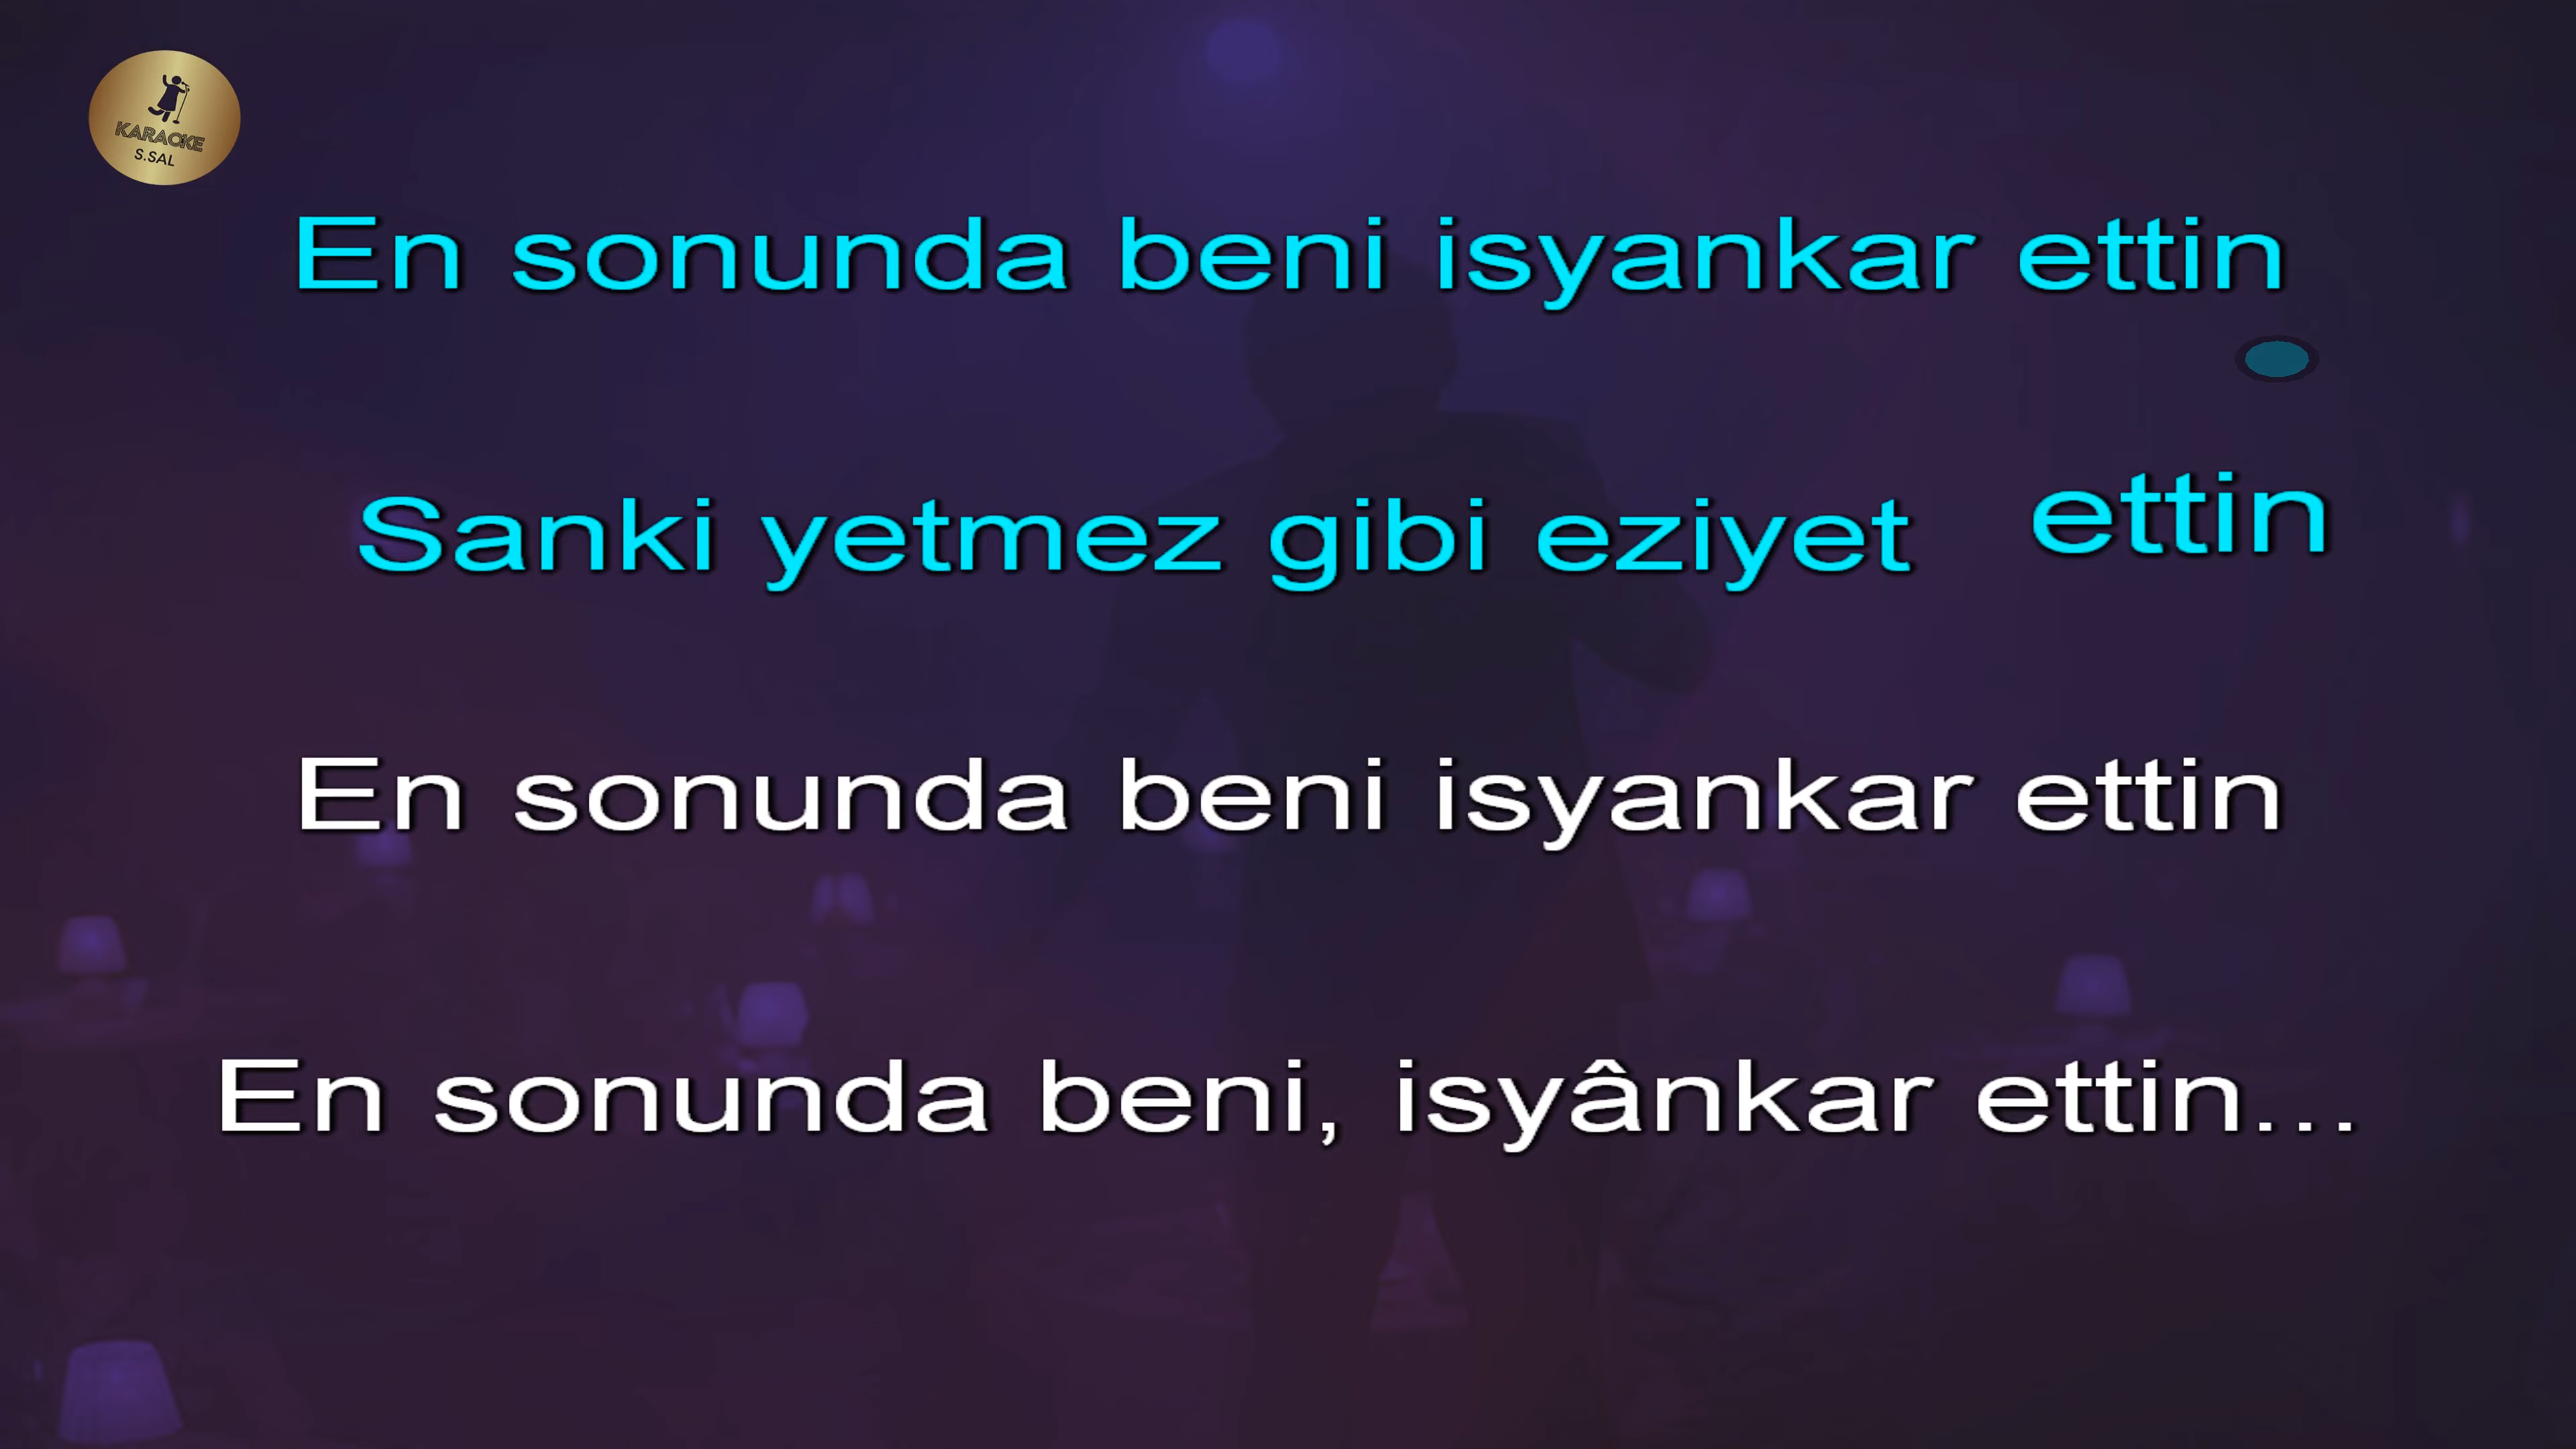 KARAOKE
S.SAL
En sonunda beni isyankar ettin
Sanki yetmez gibi eziyet ettin
En sonunda beni isyankar ettin
En sonunda beni, isyânkar ettin...